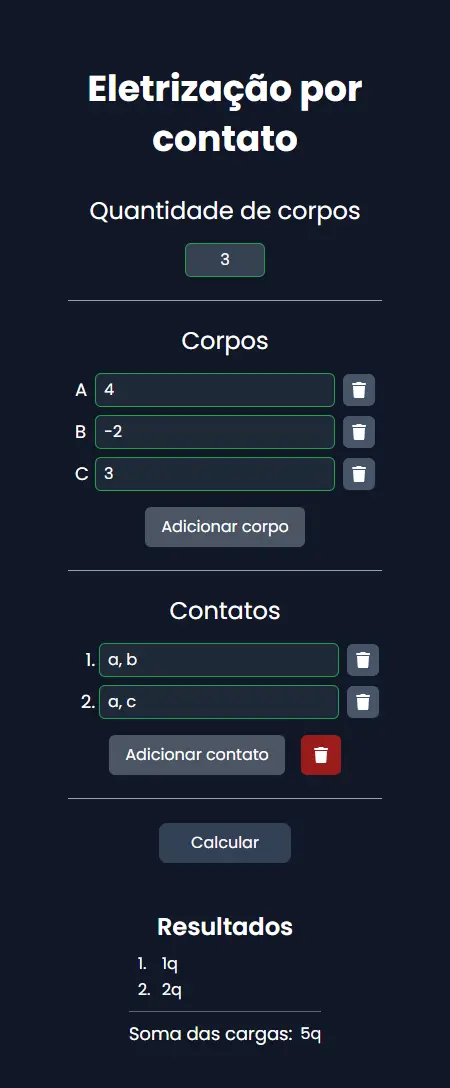 Eletrização por
contato
Quantidade de corpos
3
Corpos
A 4
B -2
C 3
Adicionar corpo
Contatos
1. a, b
2. a, c
Adicionar contato
Calcular
Resultados
1. 1q
2. 2q
Soma das cargas: 5q